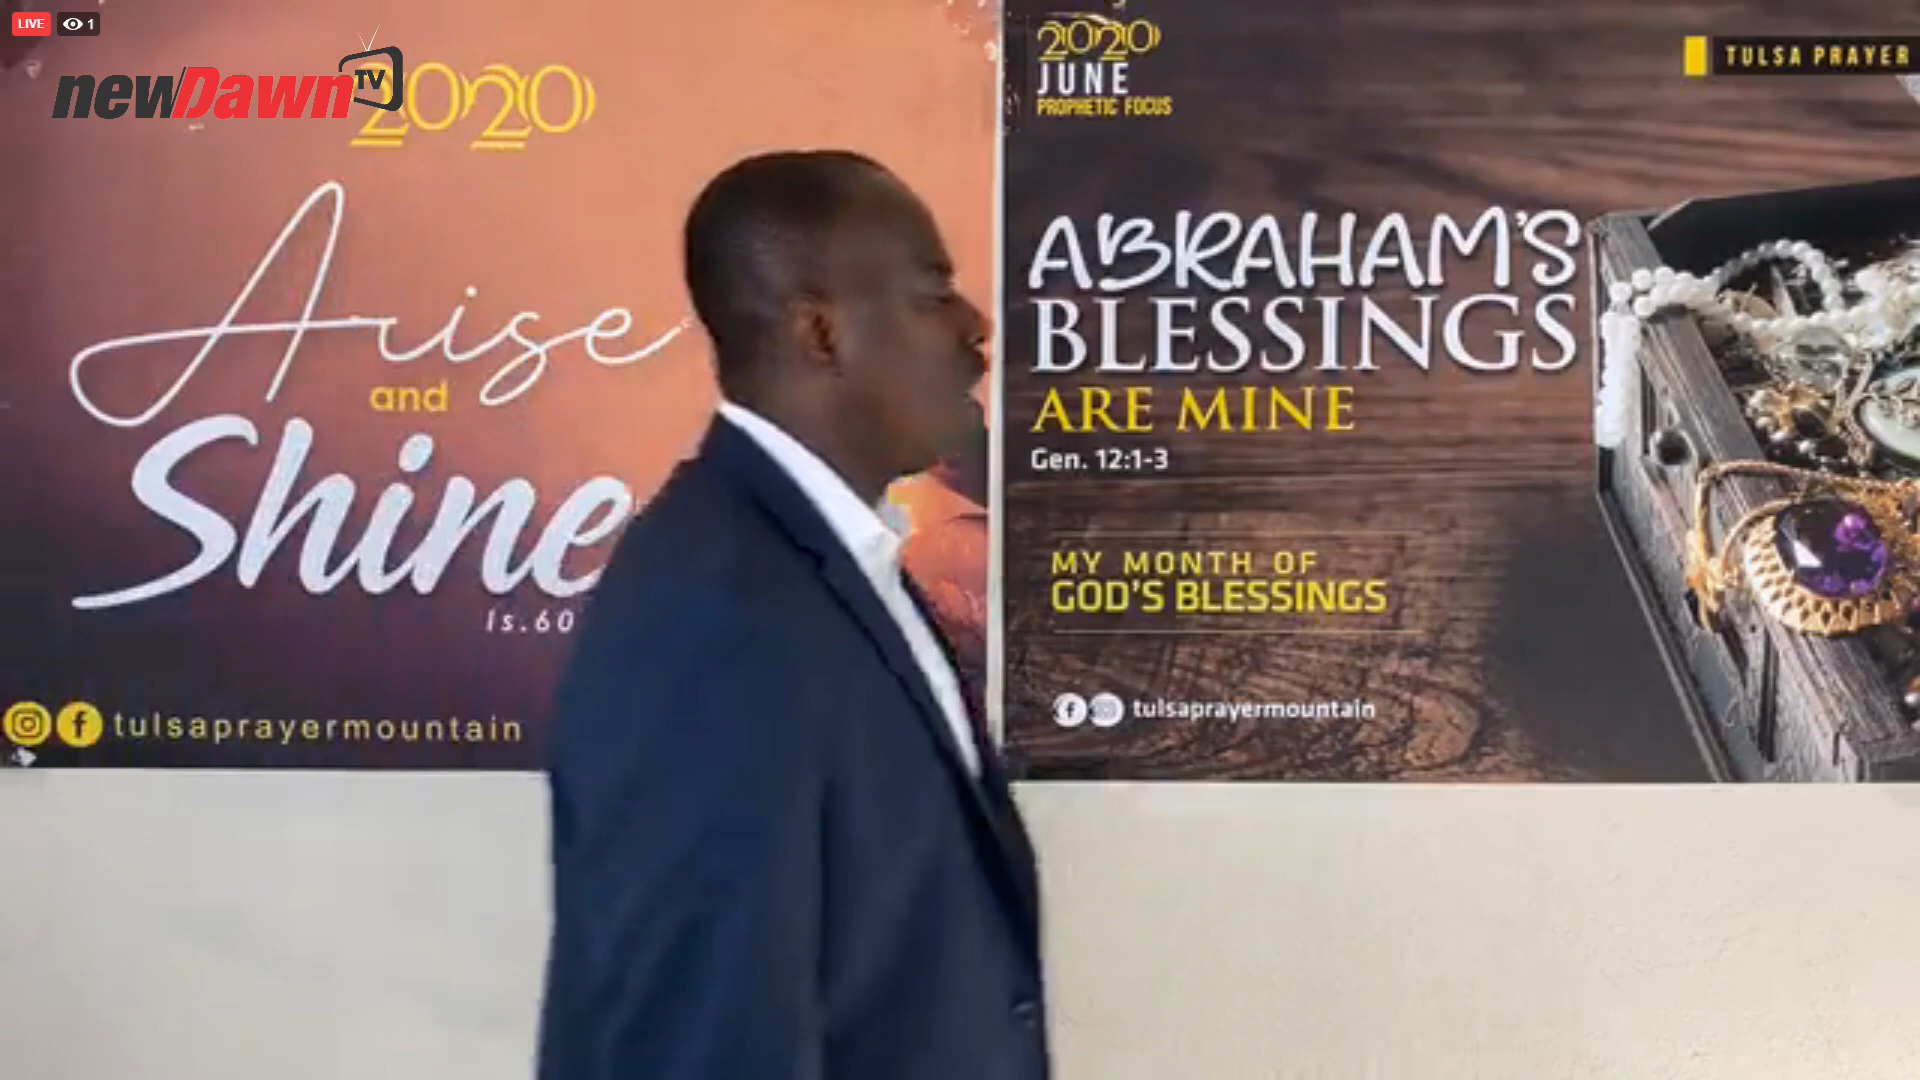 LIVE 1
newDawn TV
2020
Arise
and
Shine
Is.60
tulsaprayermountain
2020
JUNE
PROPHETIC FOCUS
TULSA PRAYER
ABRAHAM'S
BLESSINGS
ARE MINE
Gen. 12:1-3
MY MONTH OF
GOD'S BLESSINGS
tulsaprayermountain